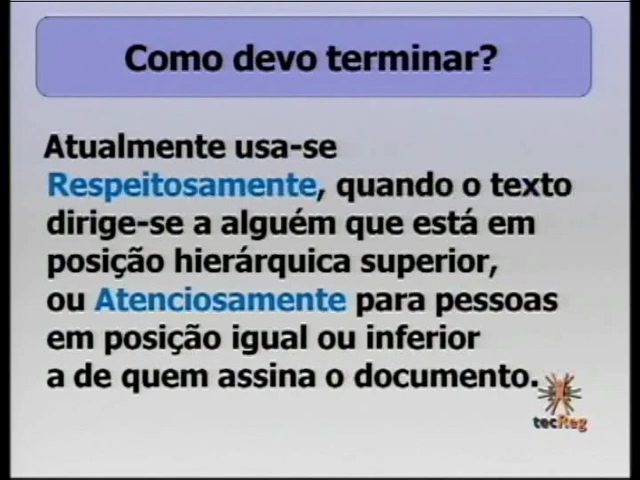 Como devo terminar?
Atualmente usa-se
Respeitosamente, quando o texto
dirige-se a alguém que está em
posição hierárquica superior,
ou Atenciosamente para pessoas
em posição igual ou inferior
a de quem assina o documento.
tecReg